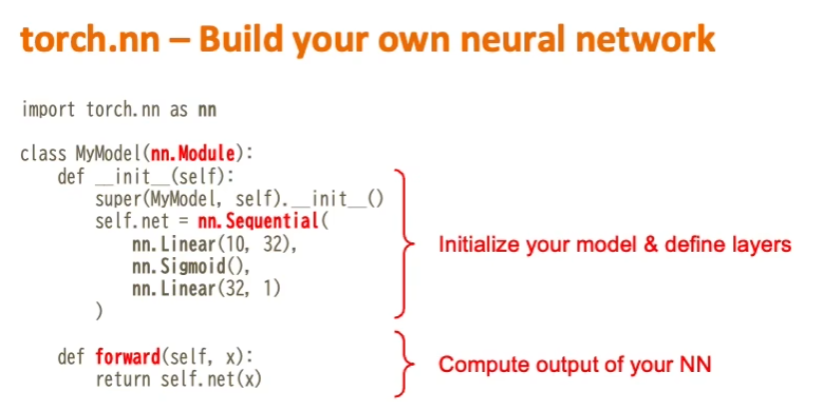 torch.nn – Build your own neural network
import torch.nn as nn
class MyModel(nn.Module):
    def __init__(self):
        super(MyModel, self).__init__()
        self.net = nn.Sequential(
            nn.Linear(10, 32),
            nn.Sigmoid(),
            nn.Linear(32, 1)
        )
Initialize your model & define layers
    def forward(self, x):
        return self.net(x)
Compute output of your NN